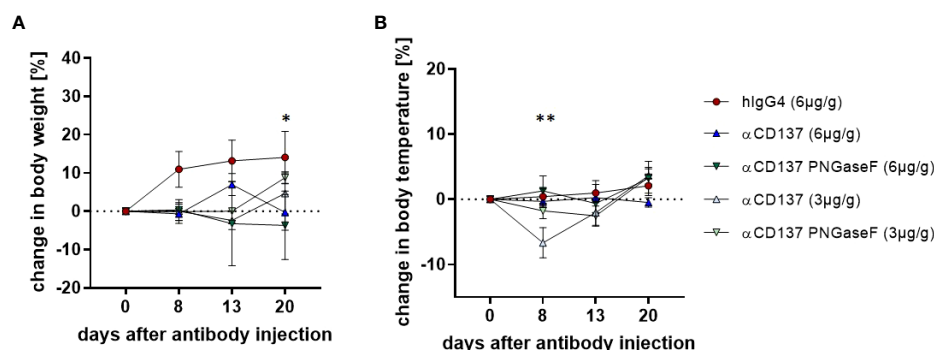 A
change in body weight [%]
40
30
20
10
0
-10
-20
*
0 8 13 20
days after antibody injection
B
change in body temperature [%]
20
10
0
-10
**
0 8 13 20
days after antibody injection
hIgG4 (6µg/g)
αCD137 (6µg/g)
αCD137 PNGaseF (6µg/g)
αCD137 (3µg/g)
αCD137 PNGaseF (3µg/g)